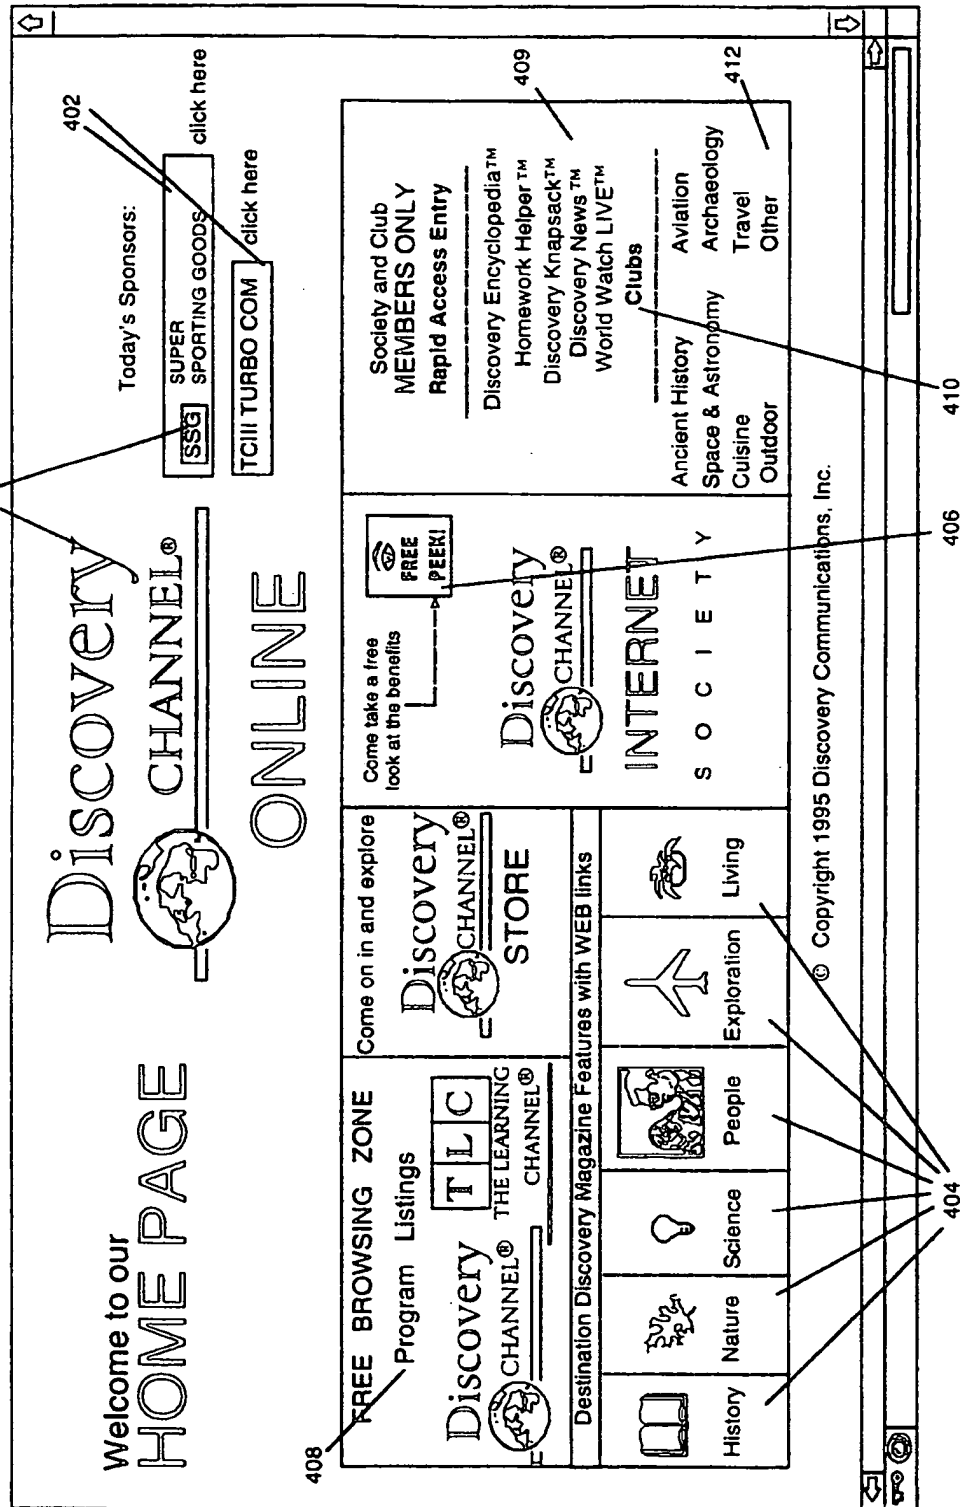 Welcome to our
HOME PAGE
Discovery
CHANNEL®
ONLINE
Today's Sponsors:
SSG
SUPER
SPORTING GOODS
click here
TCIII TURBO COM
click here
402
FREE BROWSING ZONE
Program Listings
408
Discovery
CHANNEL®
T L C
THE LEARNING
CHANNEL®
Come on in and explore
Discovery
CHANNEL®
STORE
Destination Discovery Magazine Features with WEB links
History
Nature
Science
People
Exploration
Living
404
Come take a free
look at the benefits
FREE
PEEK!
Discovery
CHANNEL®
INTERNET
SOCIETY
406
Society and Club
MEMBERS ONLY
Rapid Access Entry
Discovery Encyclopedia™
Homework Helper ™
Discovery Knapsack™
Discovery News ™
World Watch LIVE™
409
Clubs
410
Ancient History Aviation
Space & Astronomy Archaeology
Cuisine Travel
Outdoor Other
412
© Copyright 1995 Discovery Communications, Inc.